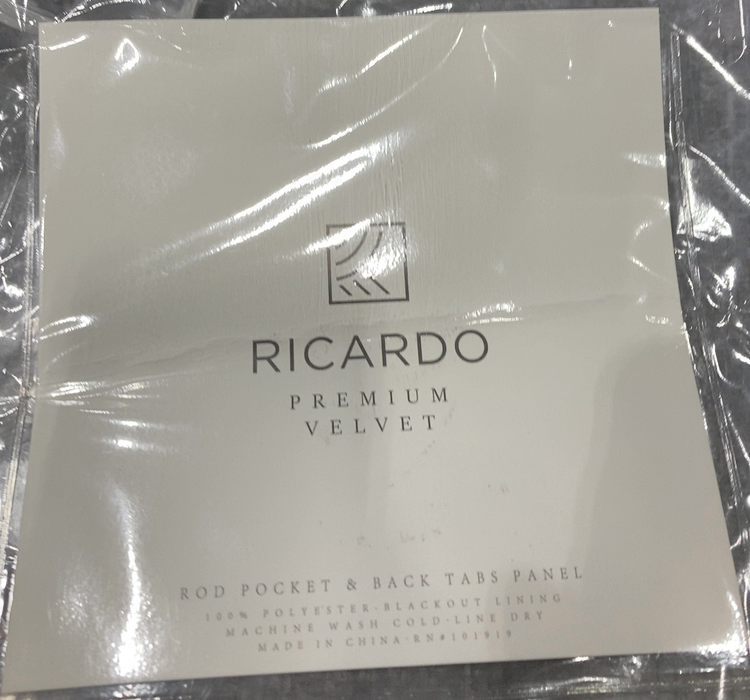 RICARDO
PREMIUM
VELVET
ROD POCKET & BACK TABS PANEL
100% POLYESTER·BLACKOUT LINING
MACHINE WASH COLD·LINE DRY
MADE IN CHINA·RN#101919